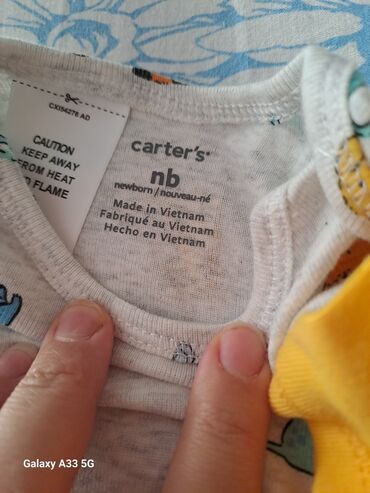 CX154276 AD
CAUTION
KEEP AWAY
FROM HEAT
FLAME
carter's
nb
newborn / nouveau-né
Made in Vietnam
Fabriqué au Vietnam
Hecho en Vietnam
Galaxy A33 5G